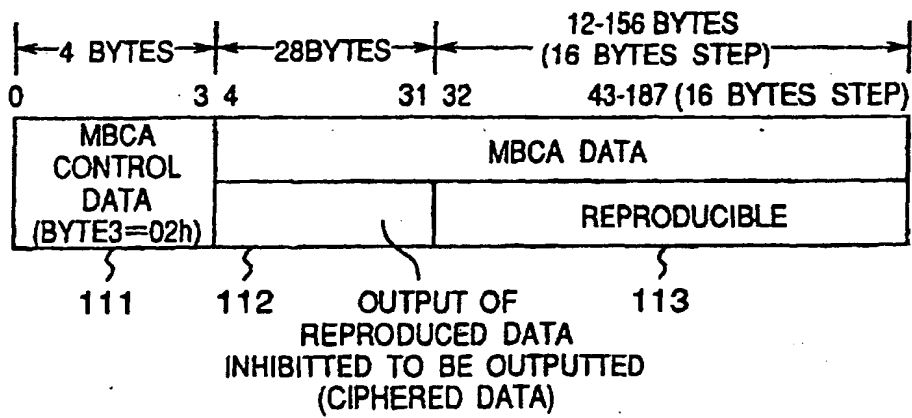 12-156 BYTES
4 BYTES 28BYTES (16 BYTES STEP)
0 3 4 31 32 43-187 (16 BYTES STEP)
MBCA
CONTROL
DATA
(BYTE3=02h)
MBCA DATA
REPRODUCIBLE
111 112 113
OUTPUT OF
REPRODUCED DATA
INHIBITTED TO BE OUTPUTTED
(CIPHERED DATA)